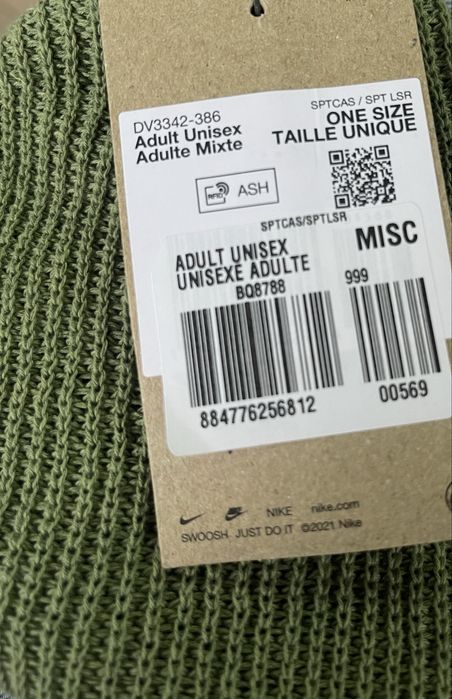 DV3342-386
Adult Unisex
Adulte Mixte
SPTCAS / SPT LSR
ONE SIZE
TAILLE UNIQUE
RFID ASH
SPTCAS/SPTLSR
MISC
ADULT UNISEX
UNISEXE ADULTE
BQ8788
999
884776256812
00569
NIKE nike.com
SWOOSH JUST DO IT ©2021 Nike